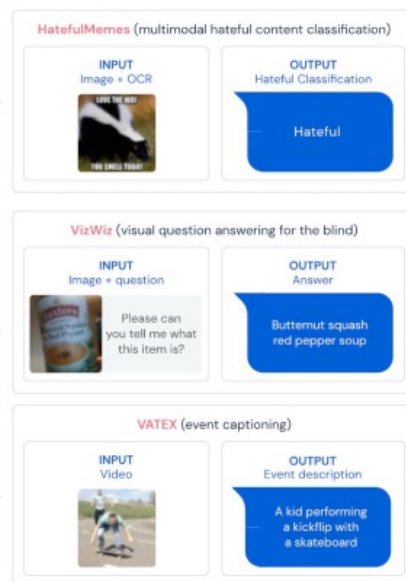 HatefulMemes (multimodal hateful content classification)
INPUT
Image + OCR
LOVE THE WAY
YOU SMELL TODAY
OUTPUT
Hateful Classification
Hateful
VizWiz (visual question answering for the blind)
INPUT
Image + question
Baxters
Please can
you tell me what
this item is?
OUTPUT
Answer
Butternut squash
red pepper soup
VATEX (event captioning)
INPUT
Video
OUTPUT
Event description
A kid performing
a kickflip with
a skateboard